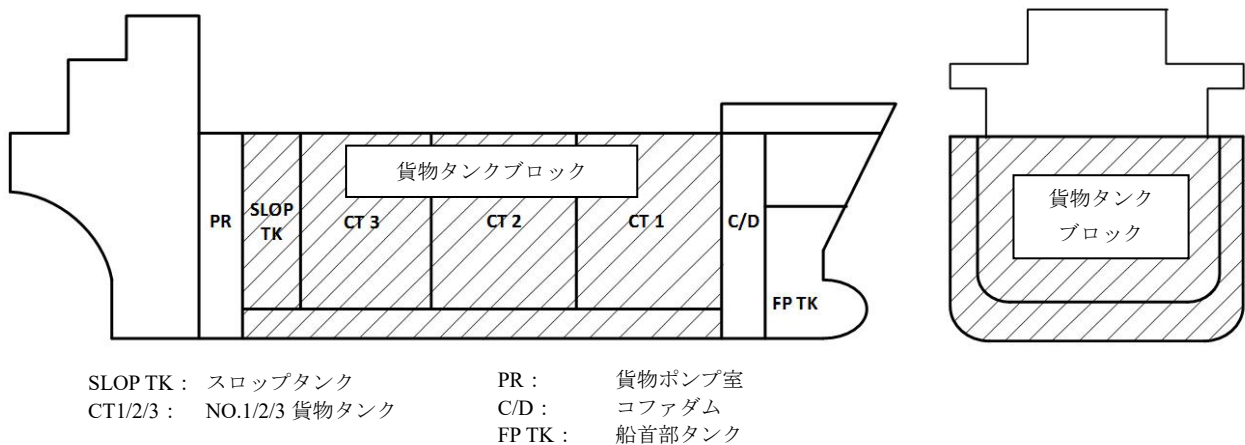 貨物タンクブロック
貨物タンク
ブロック
PR
SLOP
TK
CT 3
CT 2
CT 1
C/D
FP TK
SLOP TK : スロップタンク
CT1/2/3 : NO.1/2/3 貨物タンク
PR : 貨物ポンプ室
C/D : コファダム
FP TK : 船首部タンク